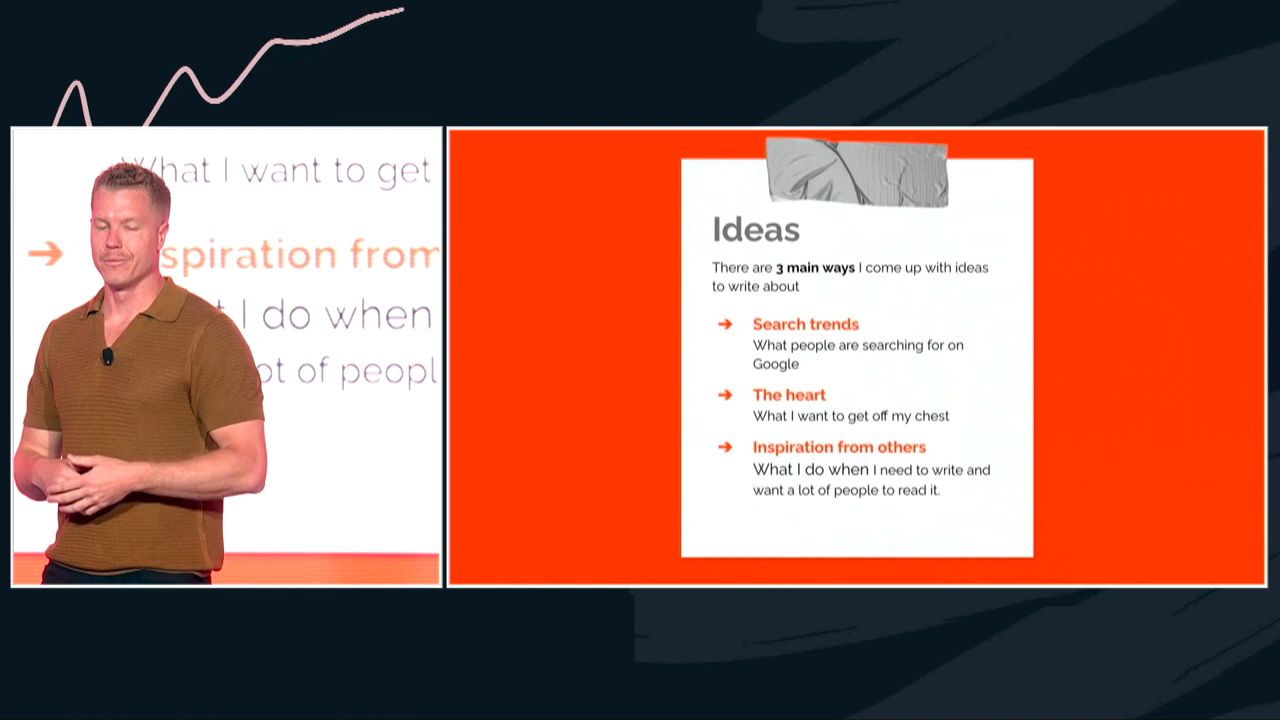 What I want to get
➔ spiration from
t I do when
ot of peopl
Ideas
There are 3 main ways I come up with ideas
to write about
➔ Search trends
What people are searching for on
Google
➔ The heart
What I want to get off my chest
➔ Inspiration from others
What I do when I need to write and
want a lot of people to read it.